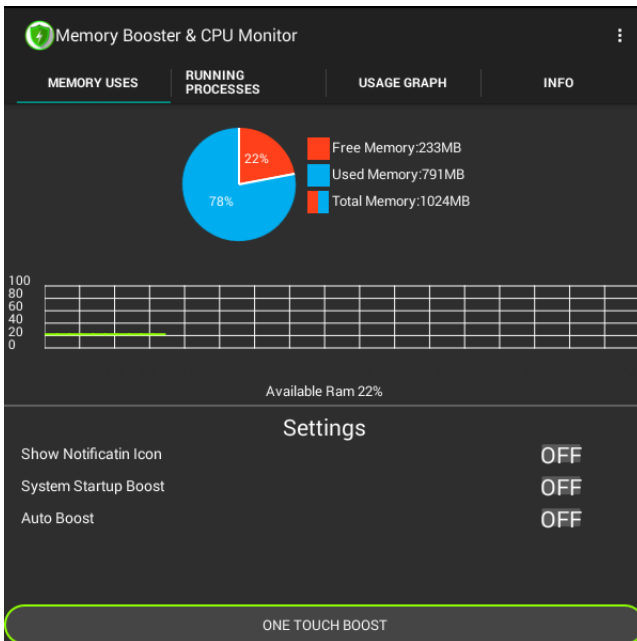 Memory Booster & CPU Monitor
MEMORY USES
RUNNING
PROCESSES
USAGE GRAPH
INFO
22%
78%
Free Memory:233MB
Used Memory:791MB
Total Memory:1024MB
100
80
60
40
20
0
Available Ram 22%
Settings
Show Notificatin Icon OFF
System Startup Boost OFF
Auto Boost OFF
ONE TOUCH BOOST